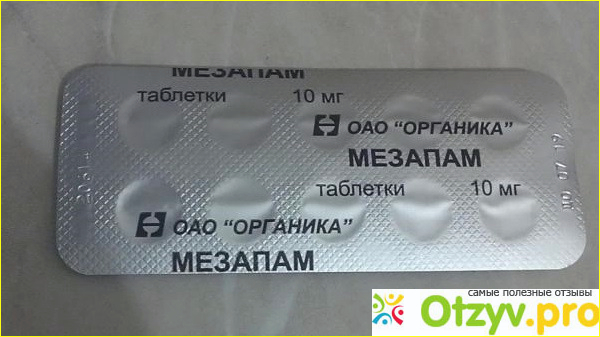 МЕЗАПАМ
таблетки 10 мг
ОАО "ОРГАНИКА"
МЕЗАПАМ
таблетки 10 мг
ОАО "ОРГАНИКА"
МЕЗАПАМ
самые полезные отзывы
Otzyv.pro